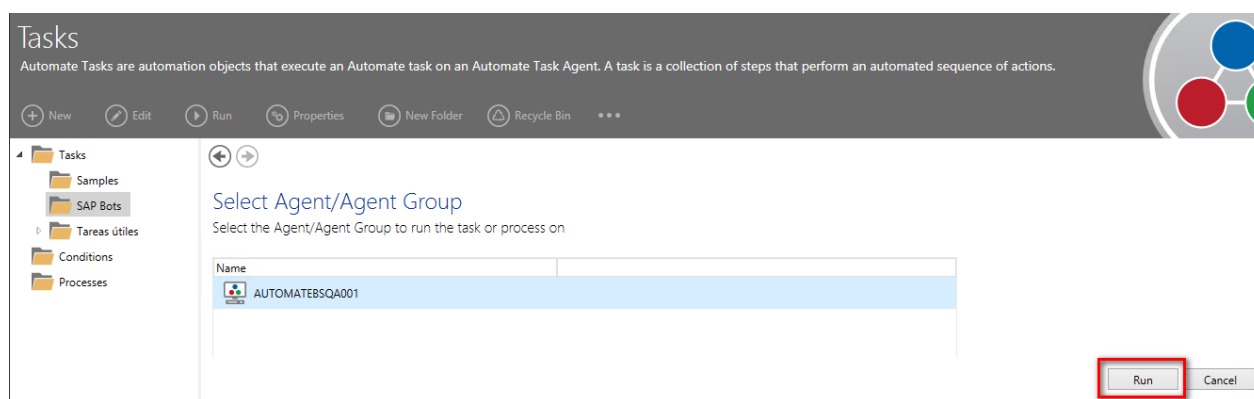 Tasks
Automate Tasks are automation objects that execute an Automate task on an Automate Task Agent. A task is a collection of steps that perform an automated sequence of actions.
New Edit Run Properties New Folder Recycle Bin
Tasks
Samples
SAP Bots
Tareas útiles
Conditions
Processes
Select Agent/Agent Group
Select the Agent/Agent Group to run the task or process on
Name
AUTOMATEBSQA001
Run Cancel